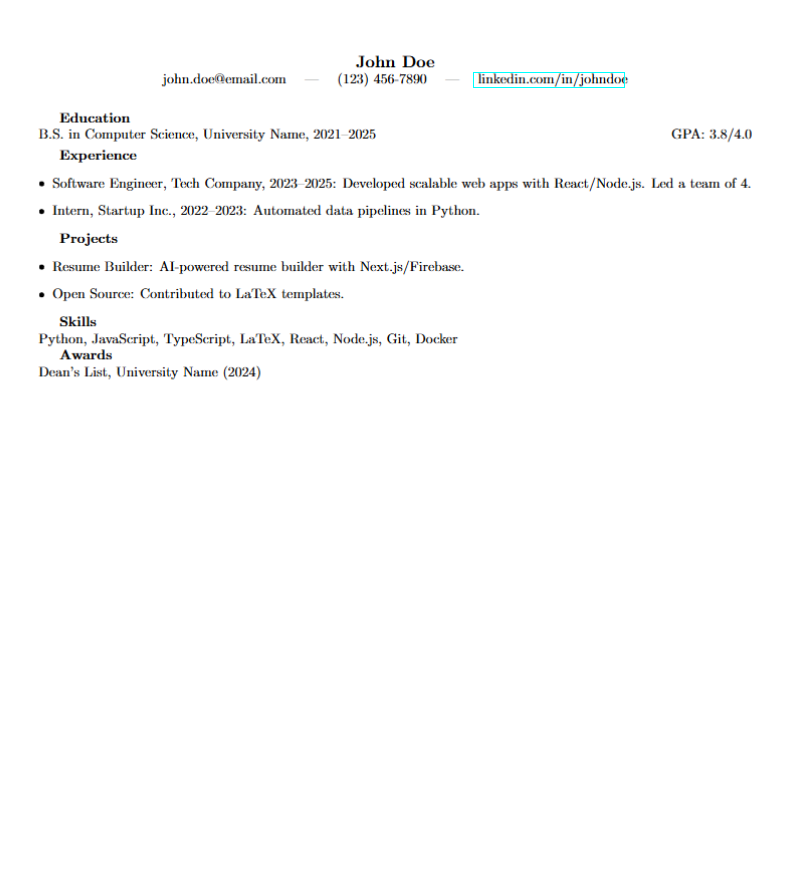 John Doe
john.doe@email.com — (123) 456-7890 — linkedin.com/in/johndoe
Education
B.S. in Computer Science, University Name, 2021–2025 GPA: 3.8/4.0
Experience
• Software Engineer, Tech Company, 2023–2025: Developed scalable web apps with React/Node.js. Led a team of 4.
• Intern, Startup Inc., 2022–2023: Automated data pipelines in Python.
Projects
• Resume Builder: AI-powered resume builder with Next.js/Firebase.
• Open Source: Contributed to LaTeX templates.
Skills
Python, JavaScript, TypeScript, LaTeX, React, Node.js, Git, Docker
Awards
Dean's List, University Name (2024)